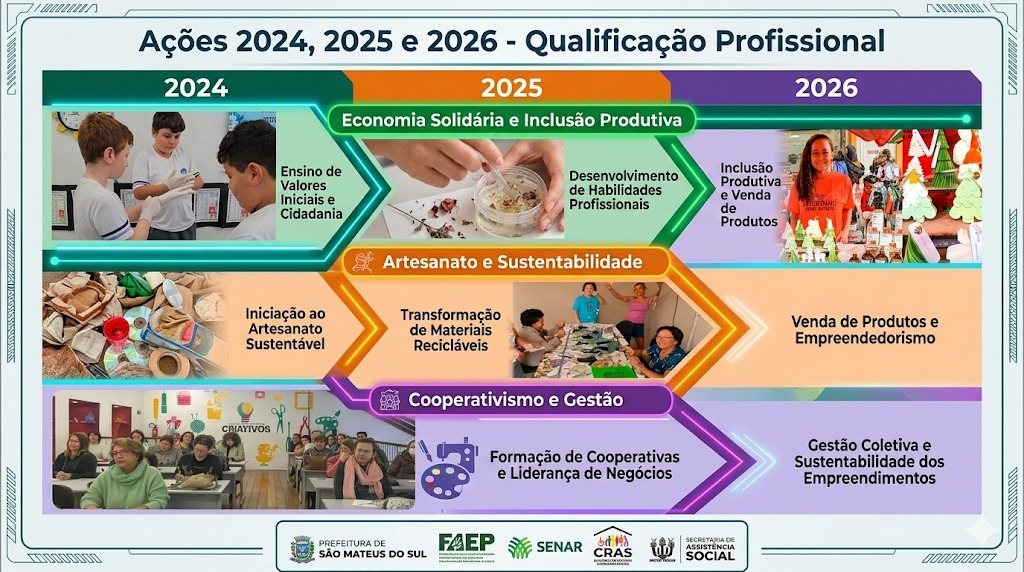 Ações 2024, 2025 e 2026 - Qualificação Profissional
2024
2025
2026
Economia Solidária e Inclusão Produtiva
Ensino de
Valores
Iniciais e
Cidadania
Desenvolvimento
de Habilidades
Profissionais
Inclusão
Produtiva
e Venda
de
Produtos
Artesanato e Sustentabilidade
Iniciação ao
Artesanato
Sustentável
Transformação
de Materiais
Recicláveis
Venda de Produtos e
Empreendedorismo
Cooperativismo e Gestão
CRIAYIVOS
Formação de Cooperativas
e Liderança de Negócios
Gestão Coletiva e
Sustentabilidade dos
Empreendimentos
PREFEITURA DE
SÃO MATEUS DO SUL
FAEP
SENAR
CRAS
SECRETARIA DE
ASSISTÊNCIA
SOCIAL